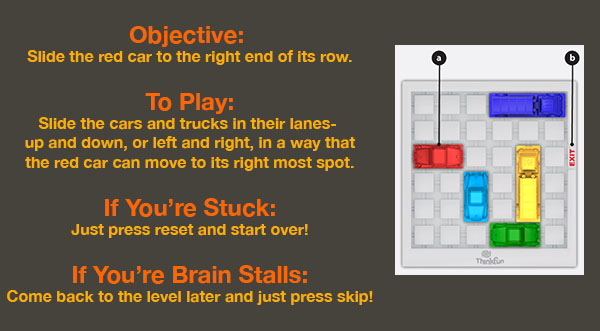 Objective:
Slide the red car to the right end of its row.
To Play:
Slide the cars and trucks in their lanes-
up and down, or left and right, in a way that
the red car can move to its right most spot.
If You're Stuck:
Just press reset and start over!
If You're Brain Stalls:
Come back to the level later and just press skip!
a
b
EXIT
ThinkFun